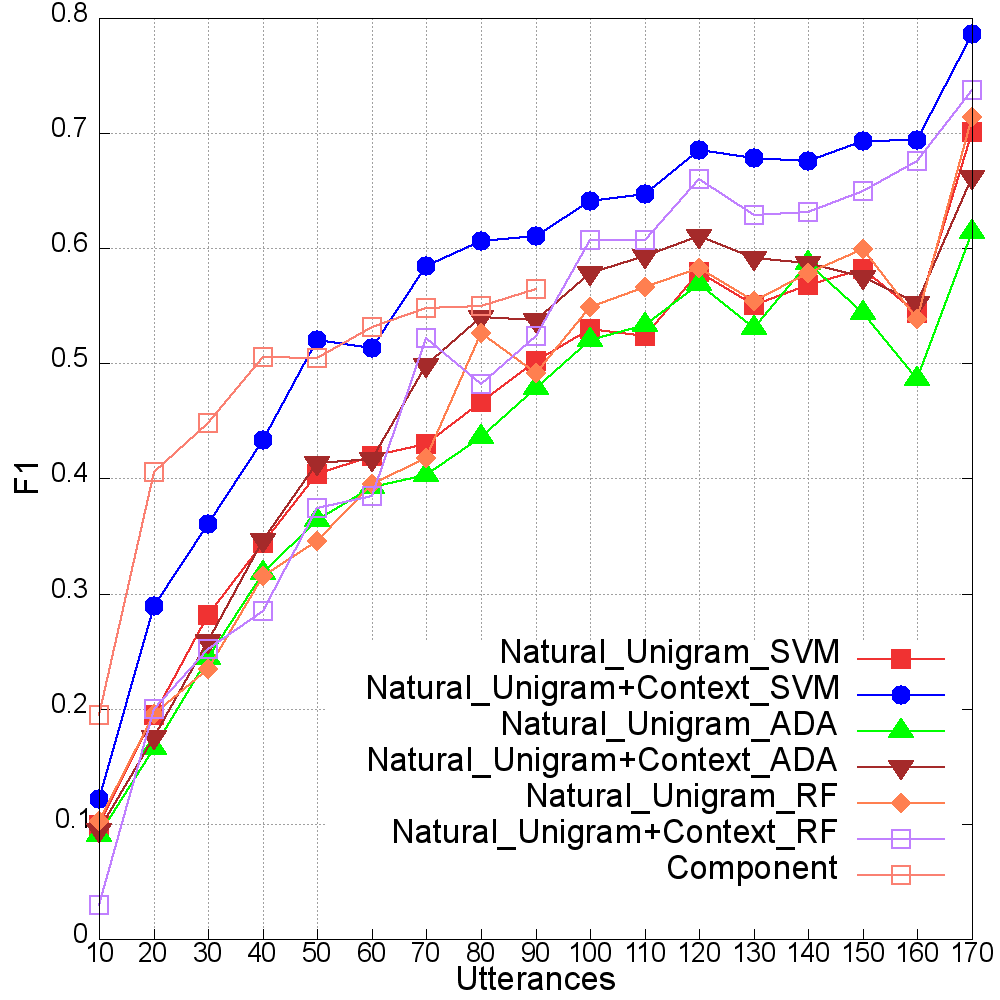 0.8
0.7
0.6
0.5
0.4
0.3
0.2
0.1
0
F1
Natural_Unigram_SVM
Natural_Unigram+Context_SVM
Natural_Unigram_ADA
Natural_Unigram+Context_ADA
Natural_Unigram_RF
Natural_Unigram+Context_RF
Component
10 20 30 40 50 60 70 80 90 100 110 120 130 140 150 160 170
Utterances